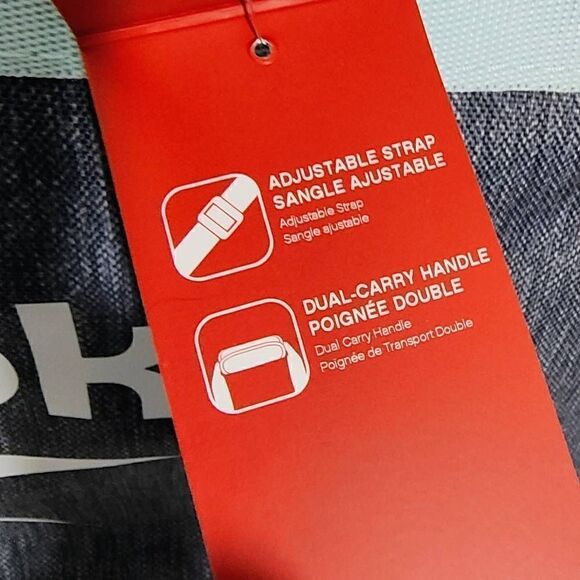 ADJUSTABLE STRAP
SANGLE AJUSTABLE
Adjustable Strap
Sangle ajustable
DUAL-CARRY HANDLE
POIGNÉE DOUBLE
Dual Carry Handle
Poignée de Transport Double